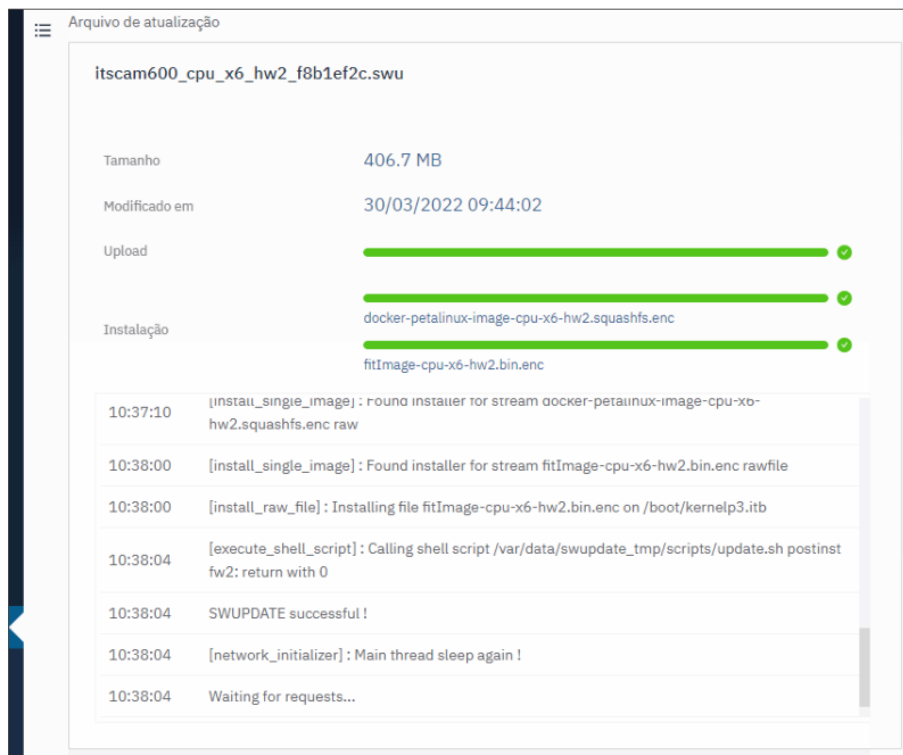 Arquivo de atualização
itscam600_cpu_x6_hw2_f8b1ef2c.swu
Tamanho
406.7 MB
Modificado em
30/03/2022 09:44:02
Upload
Instalação
docker-petalinux-image-cpu-x6-hw2.squashfs.enc
fitImage-cpu-x6-hw2.bin.enc
10:37:10
[install_single_image] : Found installer for stream docker-petalinux-image-cpu-x6-
hw2.squashfs.enc raw
10:38:00
[install_single_image] : Found installer for stream fitImage-cpu-x6-hw2.bin.enc rawfile
10:38:00
[install_raw_file] : Installing file fitImage-cpu-x6-hw2.bin.enc on /boot/kernelp3.itb
10:38:04
[execute_shell_script] : Calling shell script /var/data/swupdate_tmp/scripts/update.sh postinst
fw2: return with 0
10:38:04
SWUPDATE successful !
10:38:04
[network_initializer] : Main thread sleep again !
10:38:04
Waiting for requests...